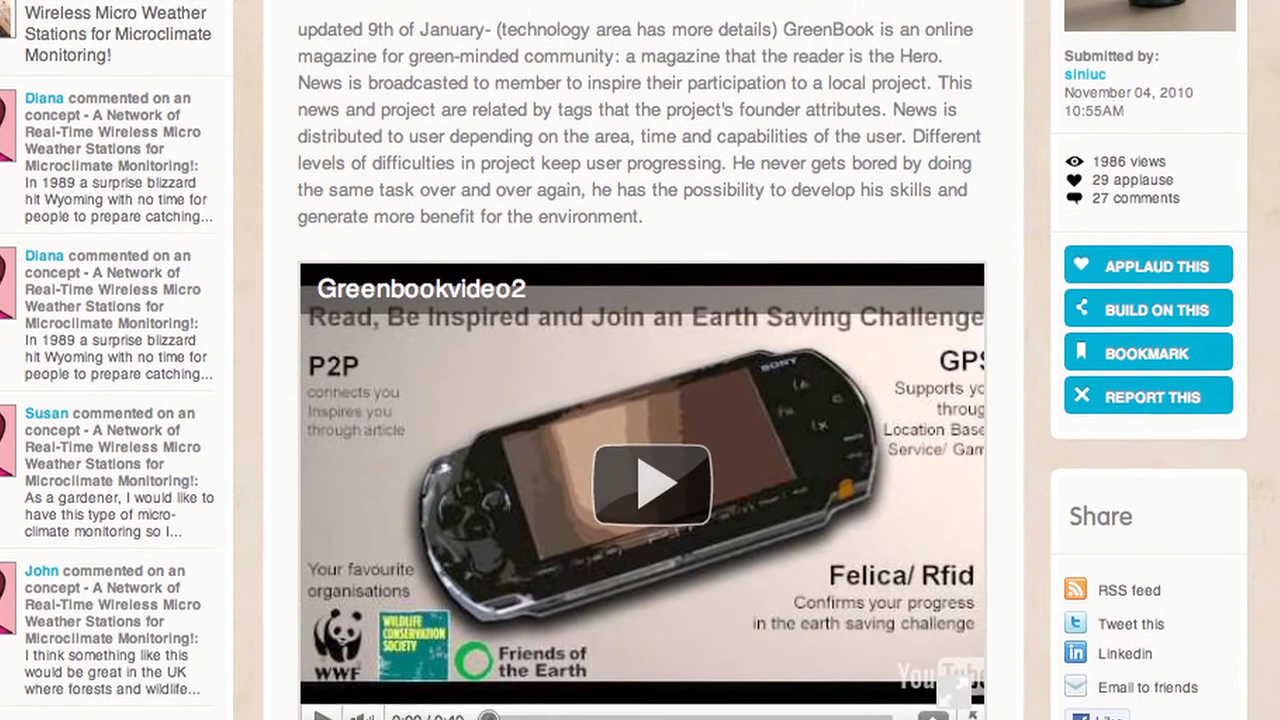 Wireless Micro Weather
Stations for Microclimate
Monitoring!
Diana commented on an
concept - A Network of
Real-Time Wireless Micro
Weather Stations for
Microclimate Monitoring!:
In 1989 a surprise blizzard
hit Wyoming with no time for
people to prepare catching...
Diana commented on an
concept - A Network of
Real-Time Wireless Micro
Weather Stations for
Microclimate Monitoring!:
In 1989 a surprise blizzard
hit Wyoming with no time for
people to prepare catching...
Susan commented on an
concept - A Network of
Real-Time Wireless Micro
Weather Stations for
Microclimate Monitoring!:
As a gardener, I would like to
have this type of micro-
climate monitoring so I...
John commented on an
concept - A Network of
Real-Time Wireless Micro
Weather Stations for
Microclimate Monitoring!:
I think something like this
would be great in the UK
where forests and wildlife...
updated 9th of January- (technology area has more details) GreenBook is an online
magazine for green-minded community: a magazine that the reader is the Hero.
News is broadcasted to member to inspire their participation to a local project. This
news and project are related by tags that the project's founder attributes. News is
distributed to user depending on the area, time and capabilities of the user. Different
levels of difficulties in project keep user progressing. He never gets bored by doing
the same task over and over again, he has the possibility to develop his skills and
generate more benefit for the environment.
Greenbookvideo2
Read, Be Inspired and Join an Earth Saving Challenge
P2P
connects you
Inspires you
through article
SONY
GPS
Supports yo
throug
Location Base
Service/ Gam
Your favourite
organisations
WWF
WILDLIFE
CONSERVATION
SOCIETY
Friends of
the Earth
Felica/ Rfid
Confirms your progress
in the earth saving challenge
YouTube
0:00 / 0:40
Submitted by:
siniuc
November 04, 2010
10:55AM
1986 views
29 applause
27 comments
APPLAUD THIS
BUILD ON THIS
BOOKMARK
REPORT THIS
Share
RSS feed
Tweet this
Linkedin
Email to friends
Like